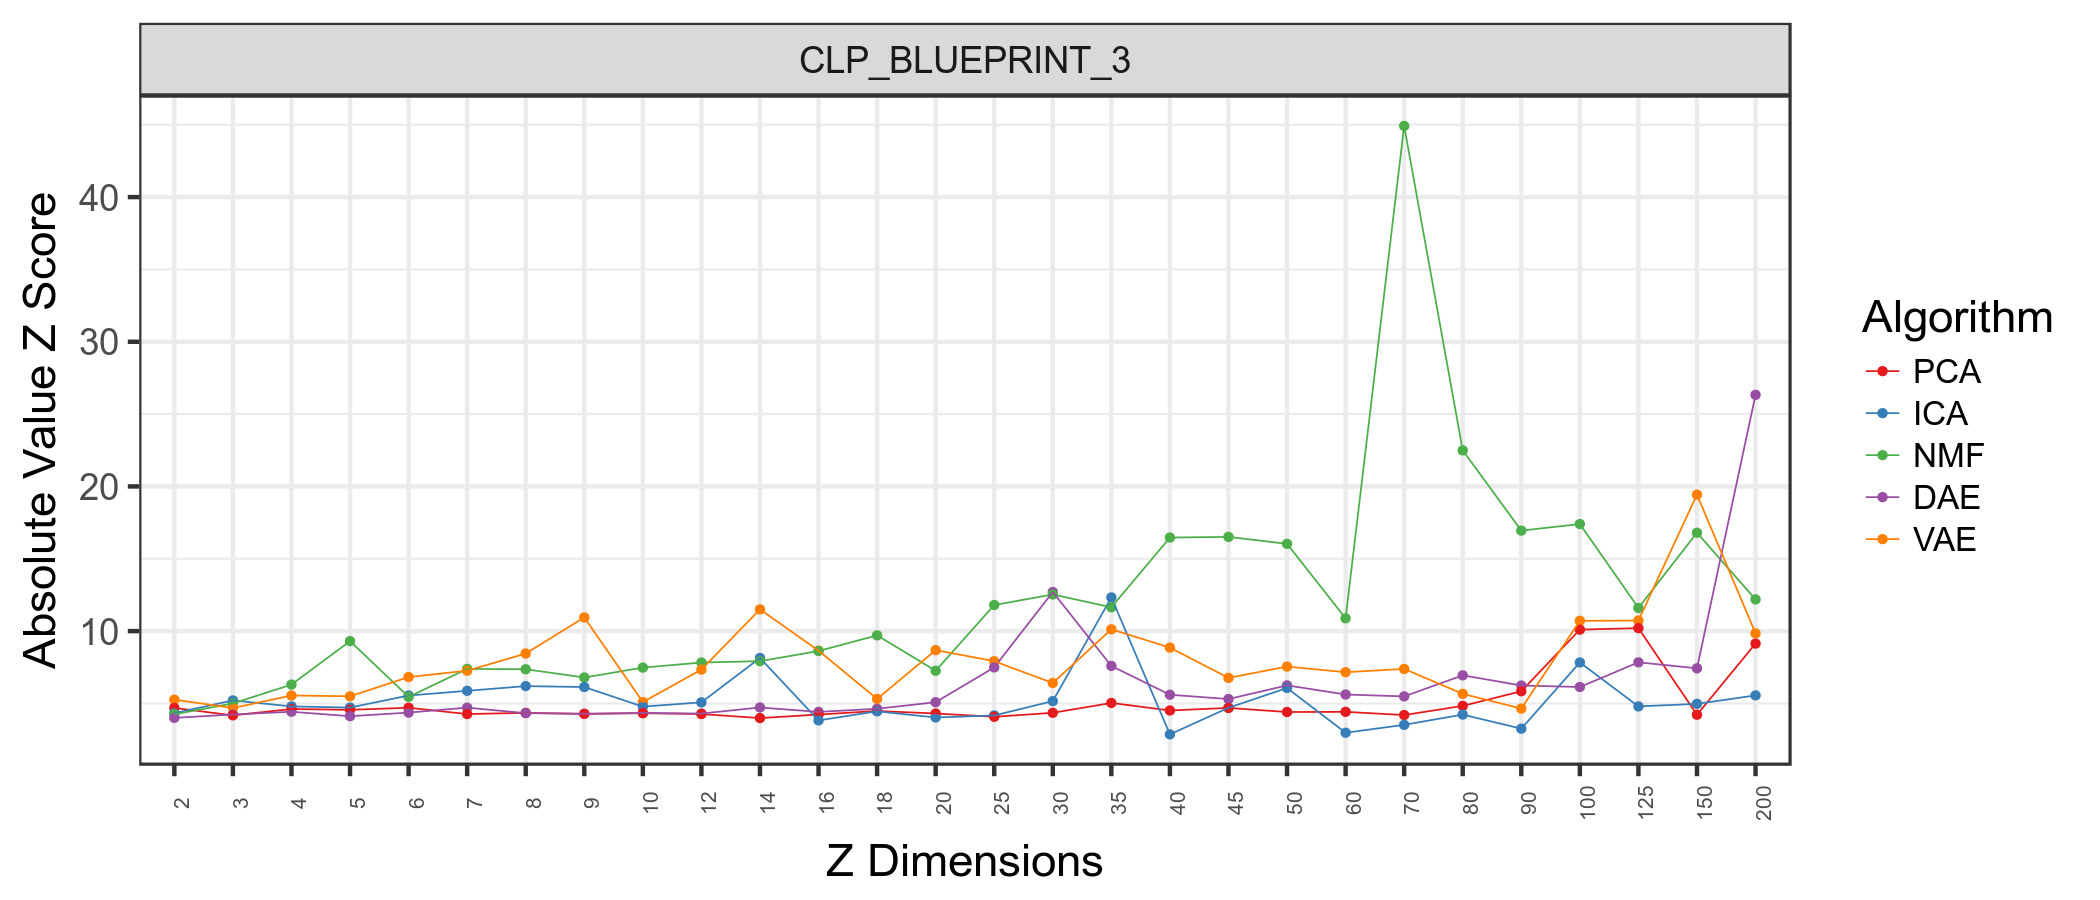 CLP_BLUEPRINT_3
Absolute Value Z Score
40
30
20
10
2 3 4 5 6 7 8 9 10 12 14 16 18 20 25 30 35 40 45 50 60 70 80 90 100 125 150 200
Z Dimensions
Algorithm
PCA
ICA
NMF
DAE
VAE